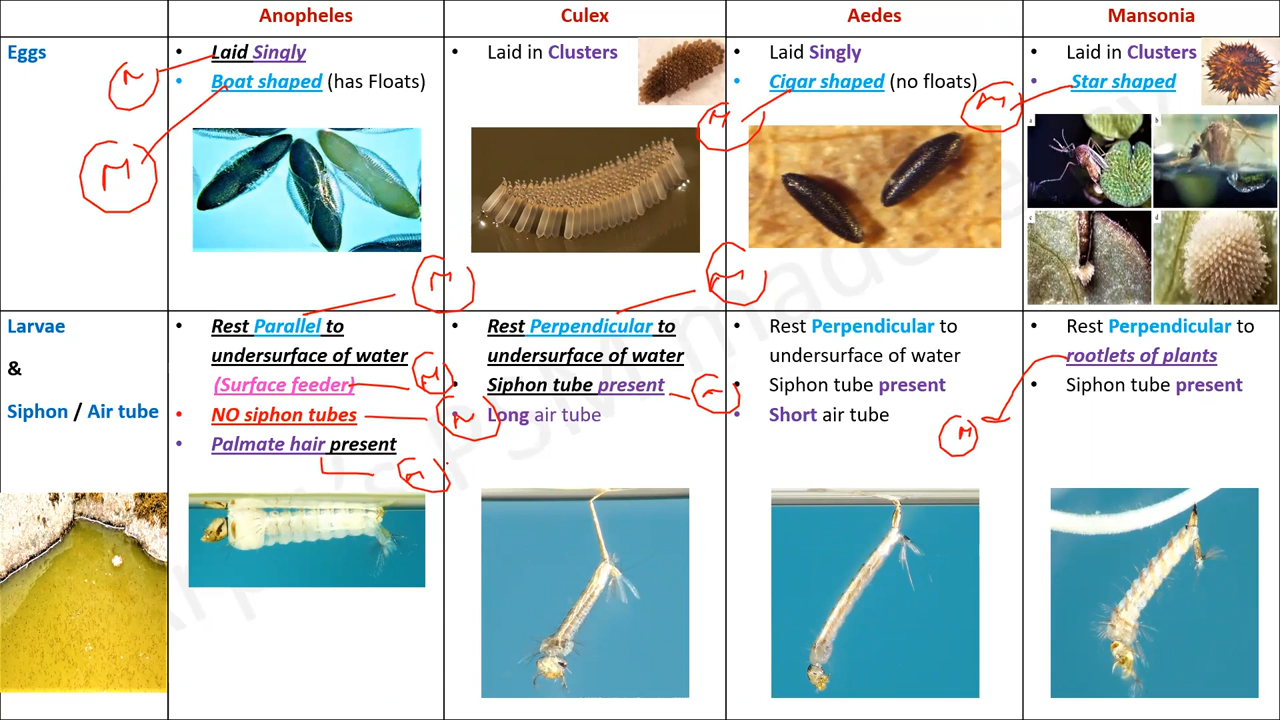 Anopheles
Culex
Aedes
Mansonia
Eggs
• Laid Singly
• Boat shaped (has Floats)
• Laid in Clusters
• Laid Singly
• Cigar shaped (no floats)
• Laid in Clusters
• Star shaped
N
M
M
M
a
b
c
d
M
M
Larvae
&
Siphon / Air tube
• Rest Parallel to
undersurface of water
(Surface feeder)
• NO siphon tubes
• Palmate hair present
• Rest Perpendicular to
undersurface of water
• Siphon tube present
• Long air tube
• Rest Perpendicular to
undersurface of water
• Siphon tube present
• Short air tube
• Rest Perpendicular to
rootlets of plants
• Siphon tube present
M
N
M
M